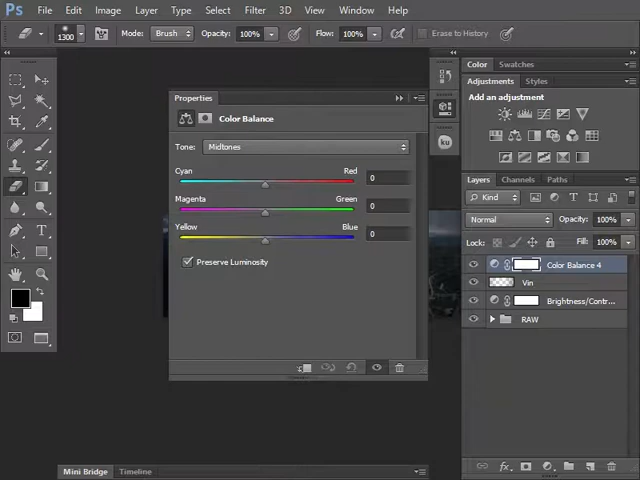 Ps File Edit Image Layer Type Select Filter 3D View Window Help
1300 Mode: Brush Opacity: 100% Flow: 100% Erase to History
Color Swatches
Properties
Color Balance
Tone: Midtones
Cyan Red 0
Magenta Green 0
Yellow Blue 0
Preserve Luminosity
Adjustments Styles
Add an adjustment
ku
Layers Channels Paths
Kind
Normal Opacity: 100%
Lock: Fill: 100%
Color Balance 4
Vin
Brightness/Contr...
RAW
Mini Bridge Timeline